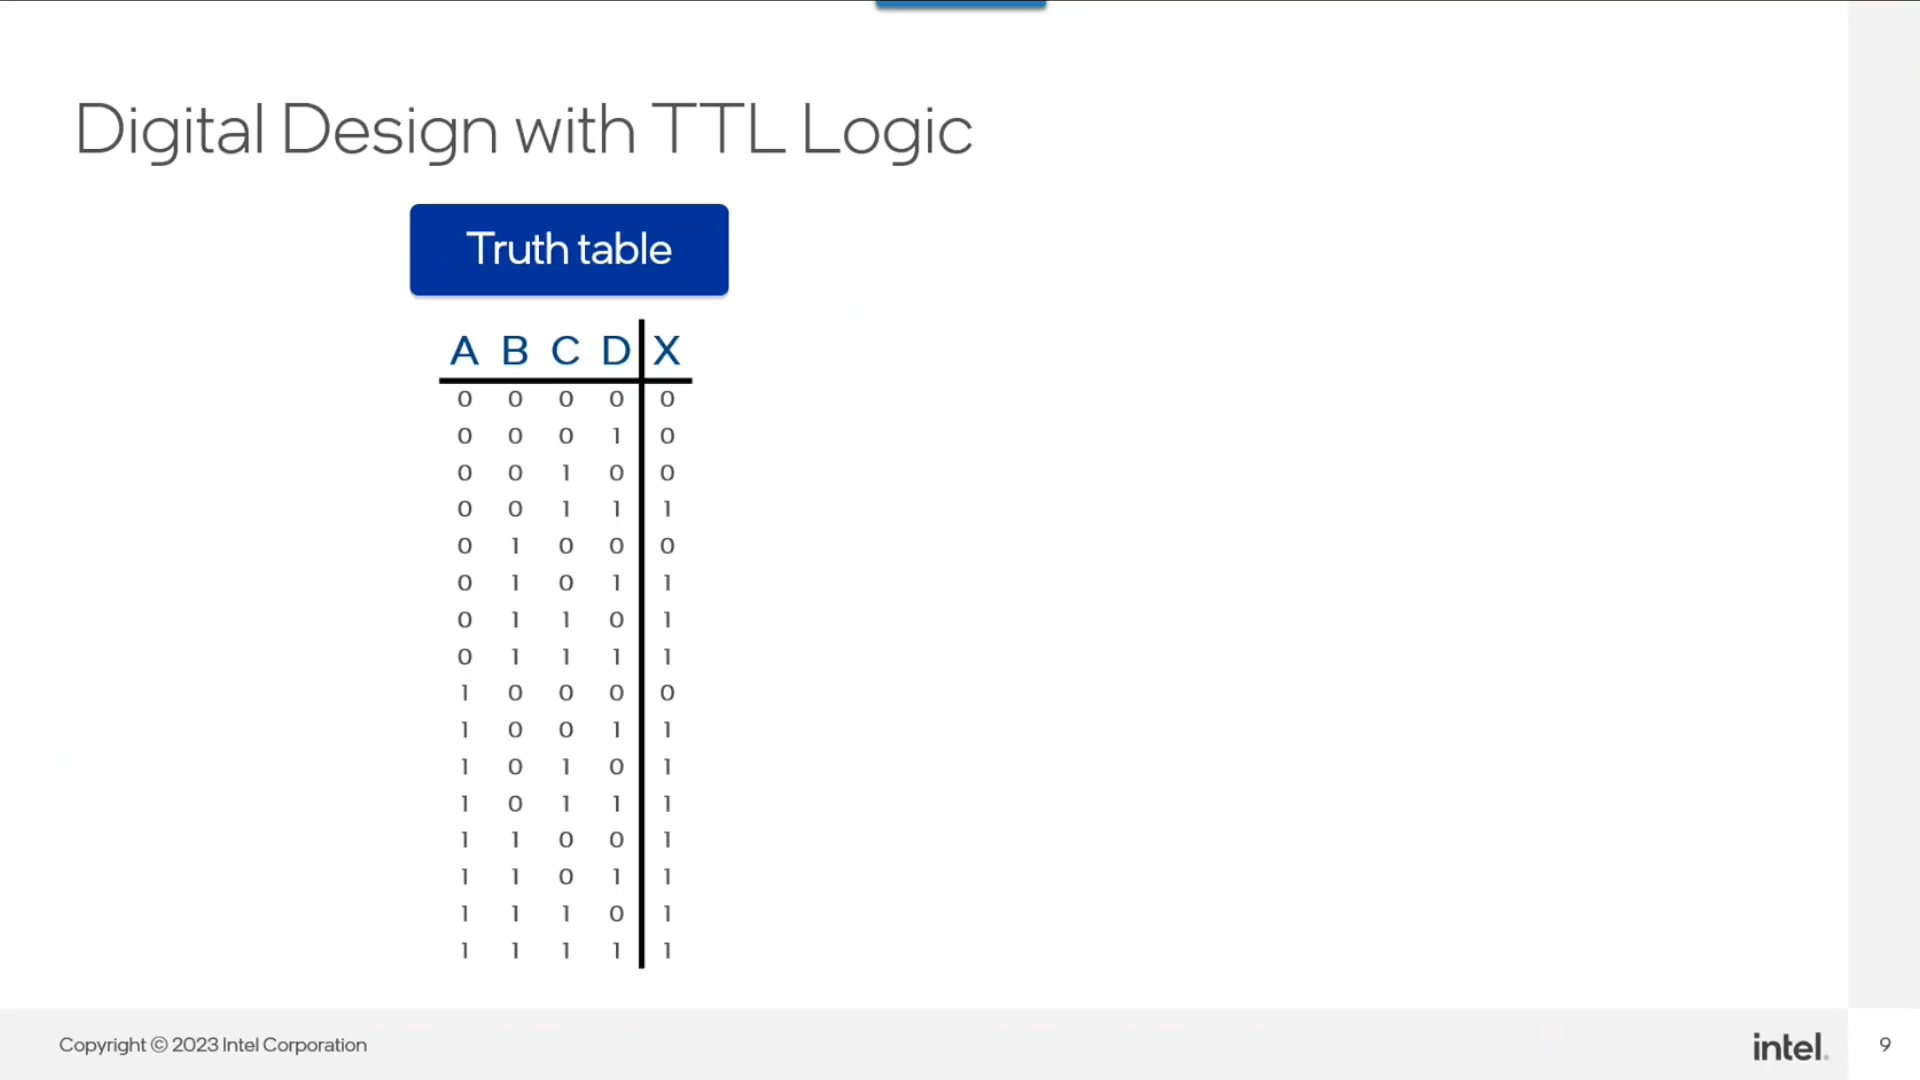 Digital Design with TTL Logic
Truth table
A B C D X
0 0 0 0 0
0 0 0 1 0
0 0 1 0 0
0 0 1 1 1
0 1 0 0 0
0 1 0 1 1
0 1 1 0 1
0 1 1 1 1
1 0 0 0 0
1 0 0 1 1
1 0 1 0 1
1 0 1 1 1
1 1 0 0 1
1 1 0 1 1
1 1 1 0 1
1 1 1 1 1
Copyright © 2023 Intel Corporation
intel.
9